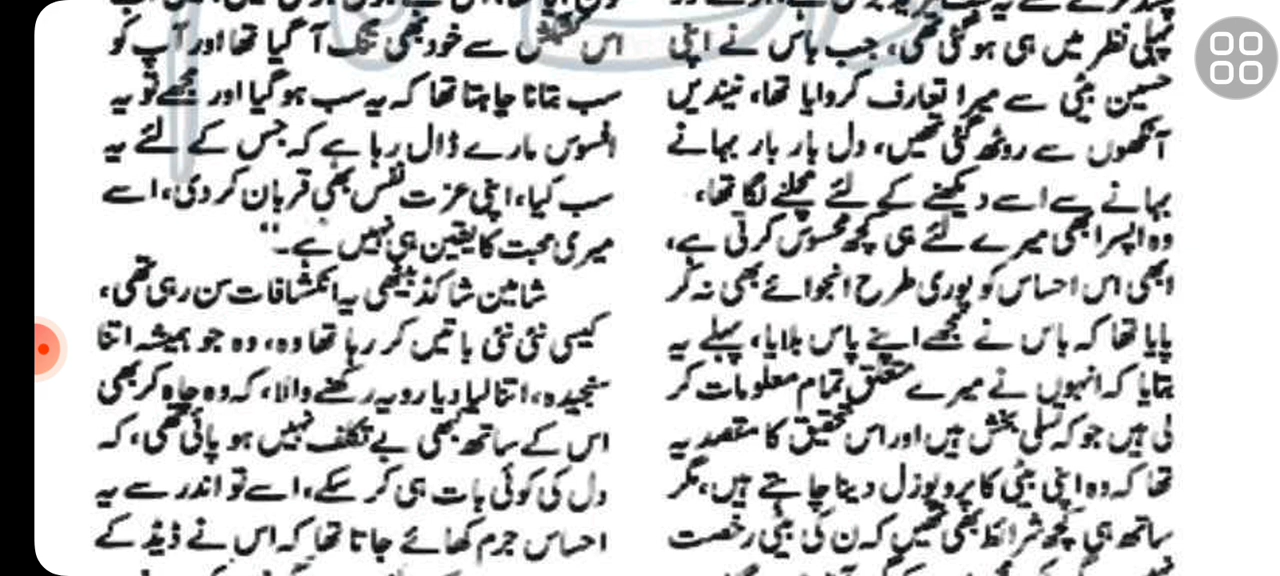 پہلی نظر میں ہی ہو گئی تھی، جب باس نے اپنی
حسین بیٹی سے میرا تعارف کروایا تھا، نیندیں
آنکھوں سے روٹھ گئی تھیں، دل بار بار بہانے
بہانے سے اسے دیکھنے کے لئے مچلنے لگا تھا،
وہ اپسرا بھی میرے لئے ہی کچھ محسوس کرتی ہے،
ابھی اس احساس کو پوری طرح انجوائے بھی نہ کر
پایا تھا کہ باس نے مجھے اپنے پاس بلایا، پہلے یہ
بتایا کہ انہوں نے میرے متعلق تمام معلومات کر
لی ہیں جو کہ تسلی بخش ہیں اور اس تحقیق کا مقصد یہ
تھا کہ وہ اپنی بیٹی کا پروپوزل دینا چاہتے ہیں، مگر
ساتھ ہی کچھ شرائط بھی تھیں کہ ن کی بیٹی رخصت
اس سے خود بھی تنگ آ گیا تھا اور آپ کو
سب بتانا چاہتا تھا کہ یہ سب ہو گیا اور مجھے تو یہ
افسوس مارے ڈال رہا ہے کہ جس کے لئے یہ
سب کیا، اپنی عزت نفس بھی قربان کر دی، اسے
میری محبت کا یقین ہی نہیں ہے۔"
شامین شاکڈ بیٹھی یہ انکشافات سن رہی تھی،
کیسی نئی نئی باتیں کر رہا تھا وہ، وہ جو ہمیشہ اتنا
سنجیدہ، اتنا لیا دیا رویہ رکھنے والا، کہ وہ چاہ کر بھی
اس کے ساتھ کبھی بے تکلف نہیں ہو پائی تھی، کہ
دل کی کوئی بات ہی کر سکے، اسے تو اندر سے یہ
احساس جرم کھائے جاتا تھا کہ اس نے ڈیڈ کے